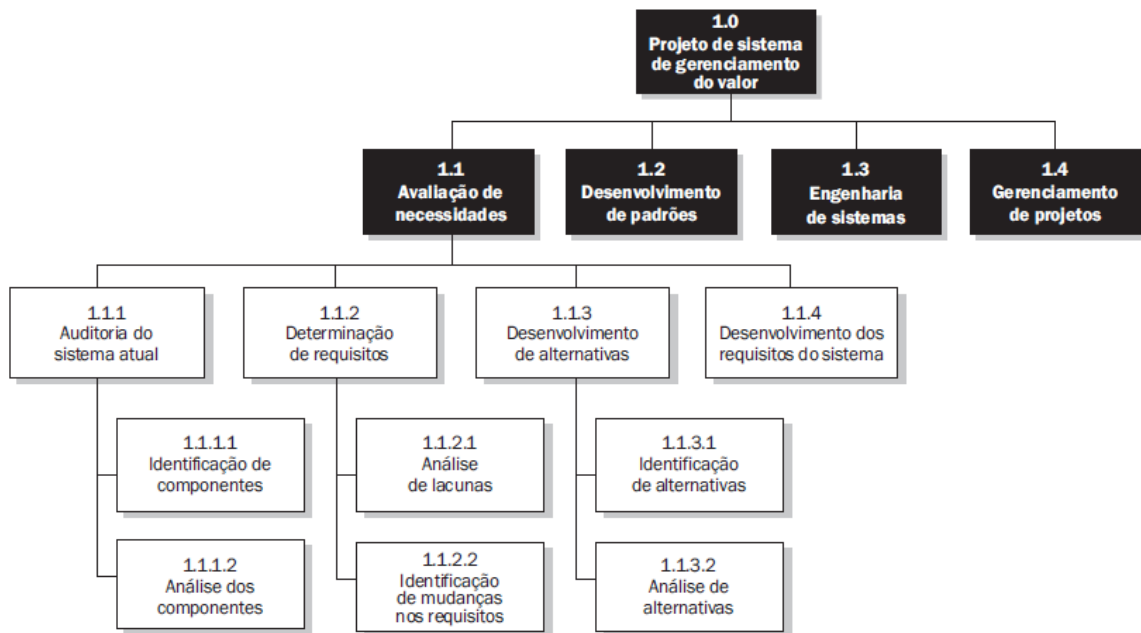 1.0
Projeto de sistema
de gerenciamento
do valor
1.1
Avaliação de
necessidades
1.2
Desenvolvimento
de padrões
1.3
Engenharia
de sistemas
1.4
Gerenciamento
de projetos
1.1.1
Auditoria do
sistema atual
1.1.2
Determinação
de requisitos
1.1.3
Desenvolvimento
de alternativas
1.1.4
Desenvolvimento dos
requisitos do sistema
1.1.1.1
Identificação de
componentes
1.1.2.1
Análise
de lacunas
1.1.3.1
Identificação
de alternativas
1.1.1.2
Análise dos
componentes
1.1.2.2
Identificação
de mudanças
nos requisitos
1.1.3.2
Análise de
alternativas